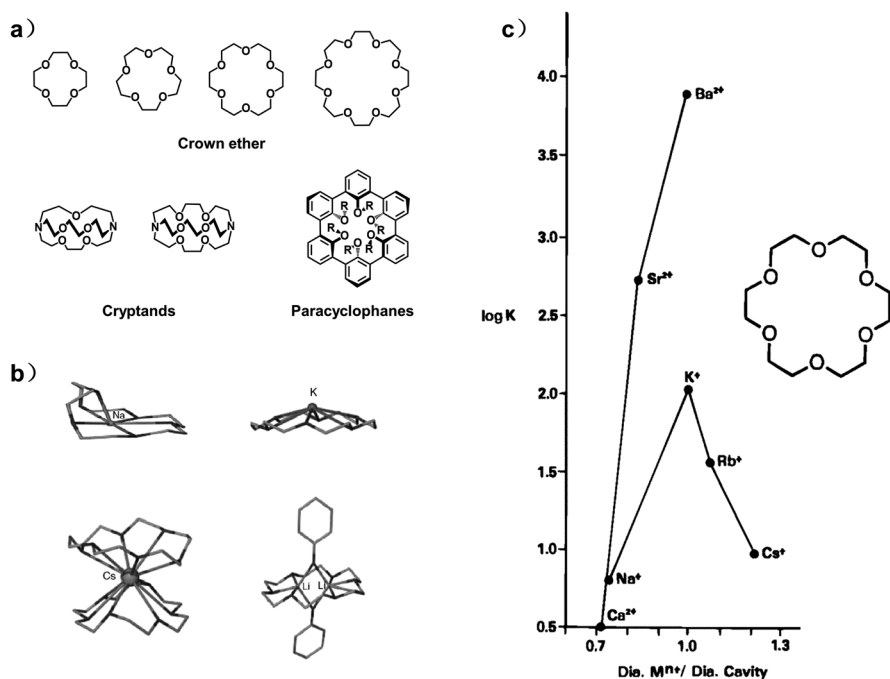 a)
O O O O
O O O O O
O O O O O O
O O O O O O O O O O
Crown ether
N O O O O O N
N O O O O O O N
R R R R R R O O O O O O
Cryptands
Paracyclophanes
b)
Na
K
Cs
Li Li
c)
4.0
3.5
3.0
log K
2.5
2.0
1.5
1.0
0.5
Ba²⁺
Sr²⁺
K⁺
Rb⁺
Cs⁺
Na⁺
Ca²⁺
O O O O O O
0.7 1.0 1.3
Dia. Mⁿ⁺/ Dia. Cavity